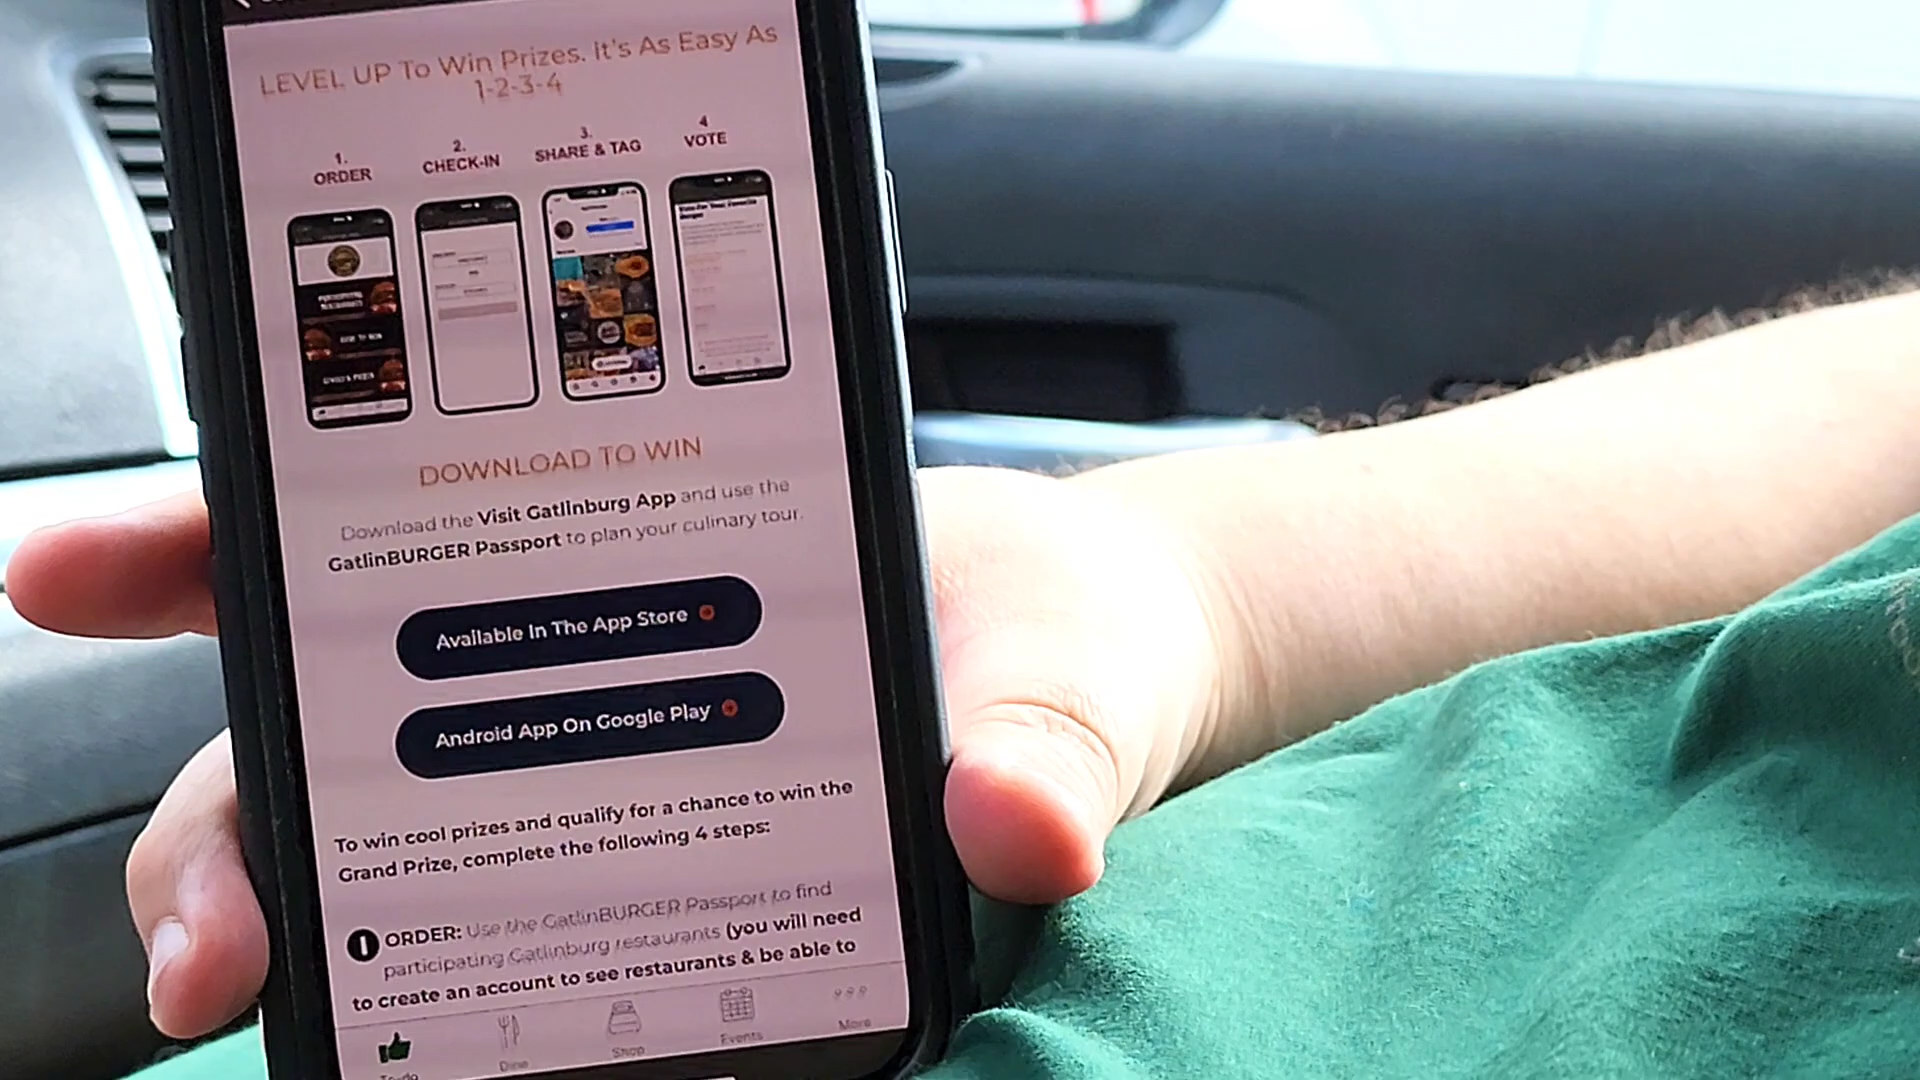 LEVEL UP To Win Prizes. It's As Easy As
1-2-3-4
1.
ORDER
2.
CHECK-IN
3.
SHARE & TAG
4
VOTE
DOWNLOAD TO WIN
Download the Visit Gatlinburg App and use the
GatlinBURGER Passport to plan your culinary tour.
Available In The App Store
Android App On Google Play
To win cool prizes and qualify for a chance to win the
Grand Prize, complete the following 4 steps:
1 ORDER: Use the GatlinBURGER Passport to find
participating Gatlinburg restaurants (you will need
to create an account to see restaurants & be able to
Dine
Shop
Events
More